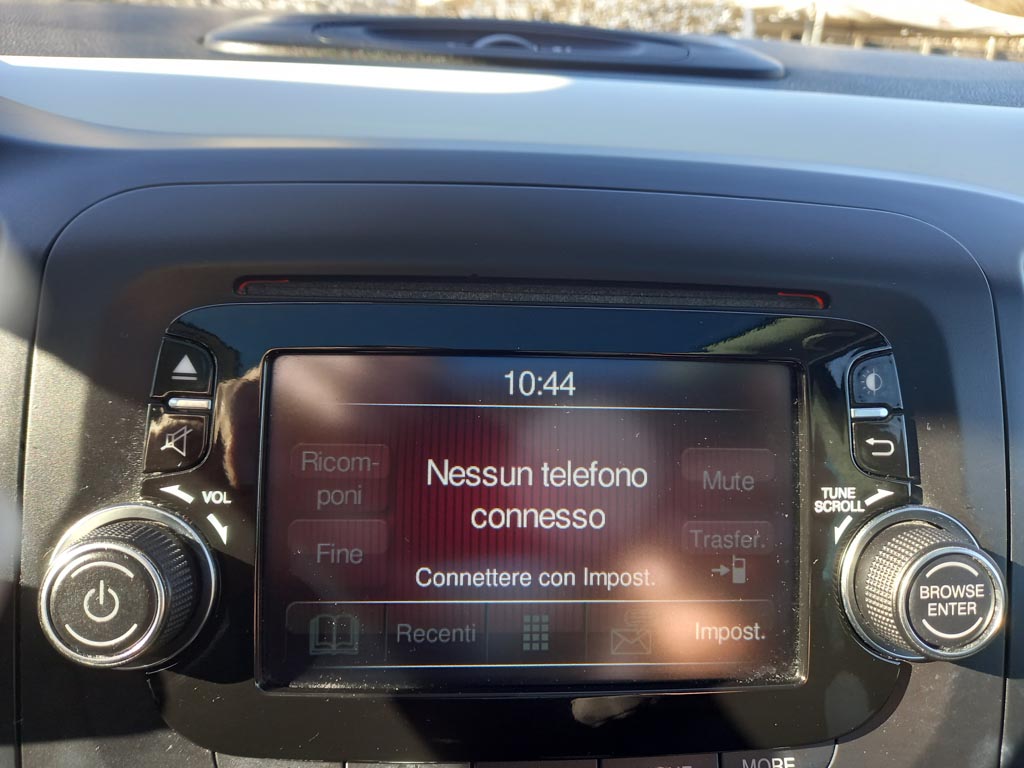 10:44
Ricom-
poni
Nessun telefono
connesso
Mute
Fine
Trasfer.
Connettere con Impost.
Recenti
Impost.
VOL
TUNE
SCROLL
BROWSE
ENTER
MORE